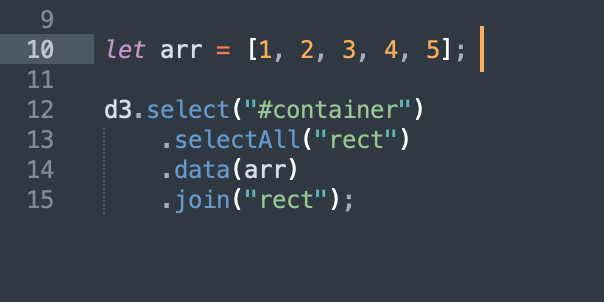 9
10 let arr = [1, 2, 3, 4, 5];
11
12 d3.select("#container")
13     .selectAll("rect")
14     .data(arr)
15     .join("rect");